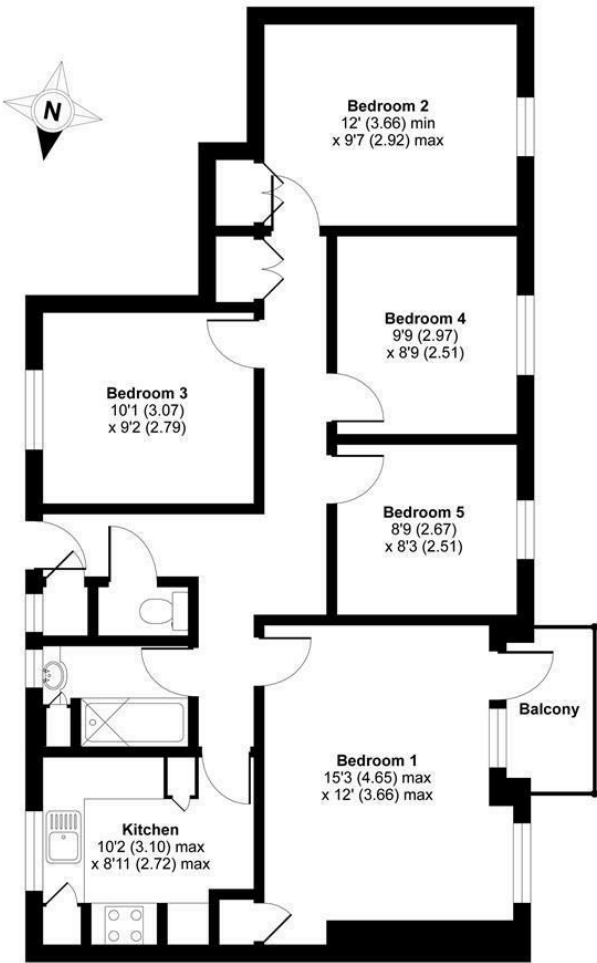 N
Bedroom 2
12' (3.66) min
x 9'7 (2.92) max
Bedroom 4
9'9 (2.97)
x 8'9 (2.51)
Bedroom 3
10'1 (3.07)
x 9'2 (2.79)
Bedroom 5
8'9 (2.67)
x 8'3 (2.51)
Balcony
Bedroom 1
15'3 (4.65) max
x 12' (3.66) max
Kitchen
10'2 (3.10) max
x 8'11 (2.72) max